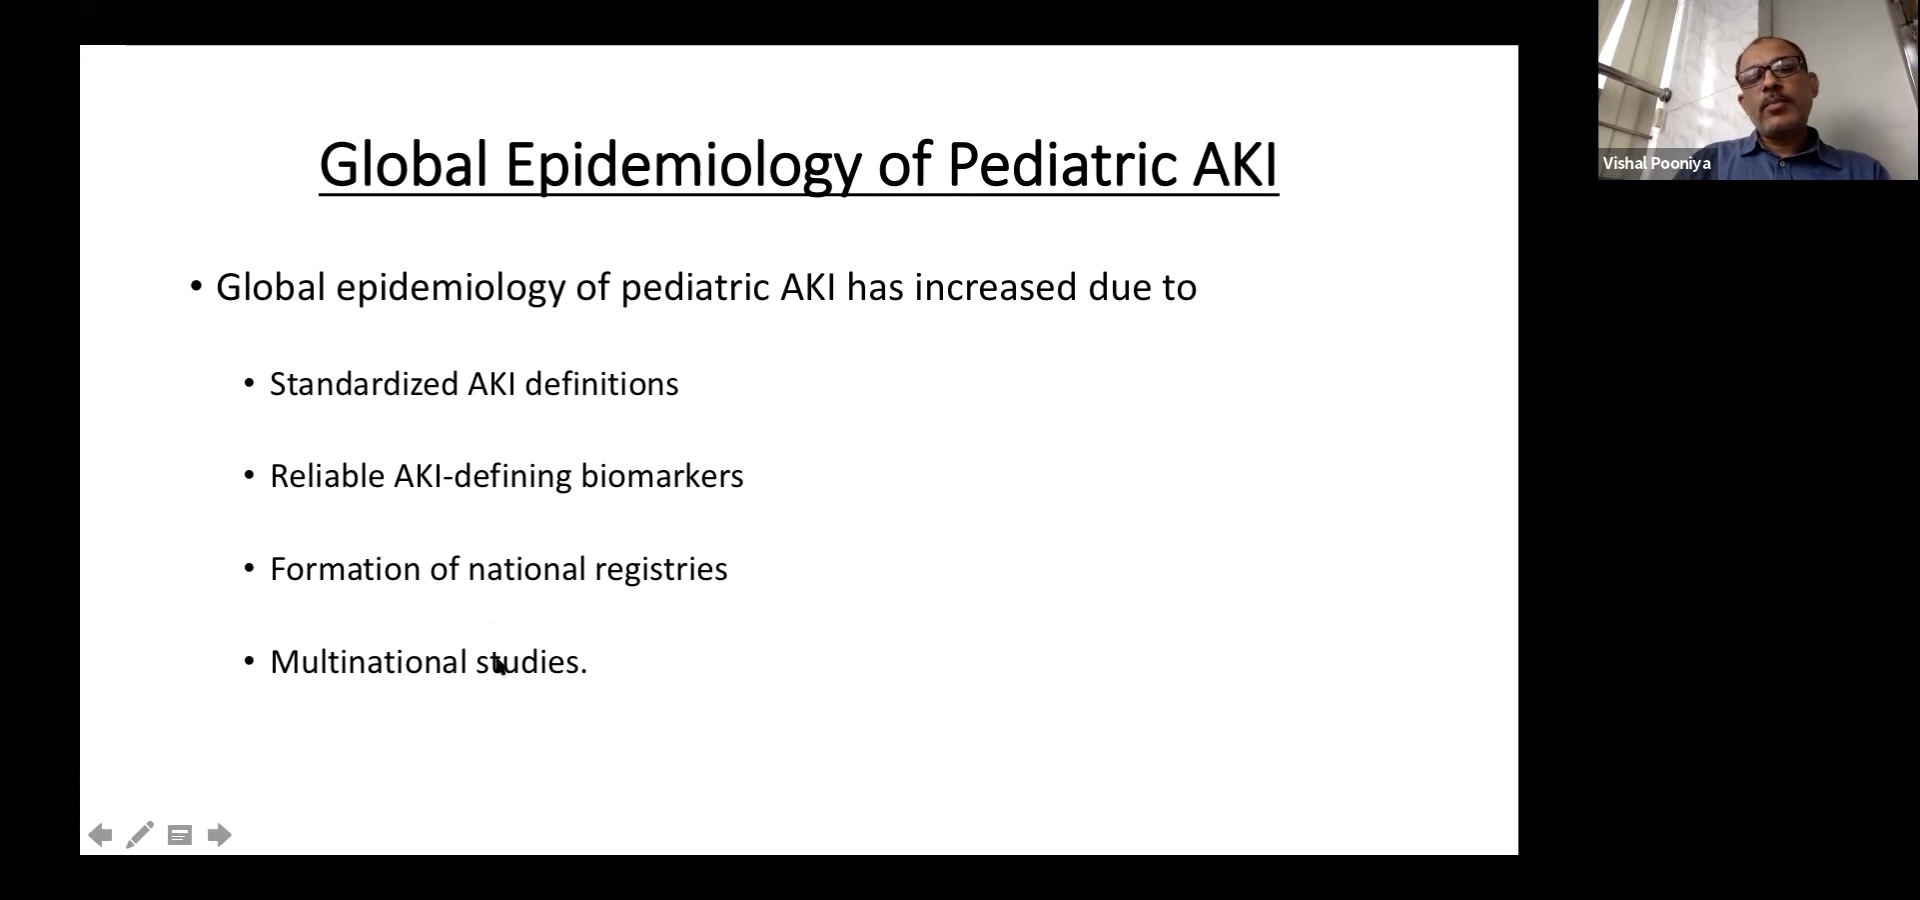 Global Epidemiology of Pediatric AKI
• Global epidemiology of pediatric AKI has increased due to
• Standardized AKI definitions
• Reliable AKI-defining biomarkers
• Formation of national registries
• Multinational studies.
Vishal Pooniya